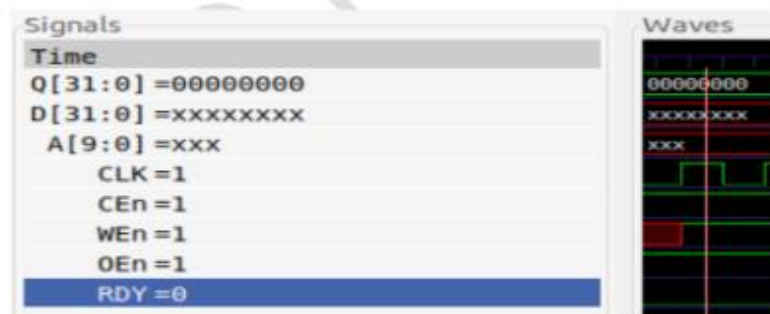 Signals
Waves
Time
Q[31:0] =00000000
00000000
D[31:0] =xxxxxxxx
xxxxxxxx
A[9:0] =xxx
xxx
CLK =1
CEn =1
WEn =1
OEn =1
RDY =0